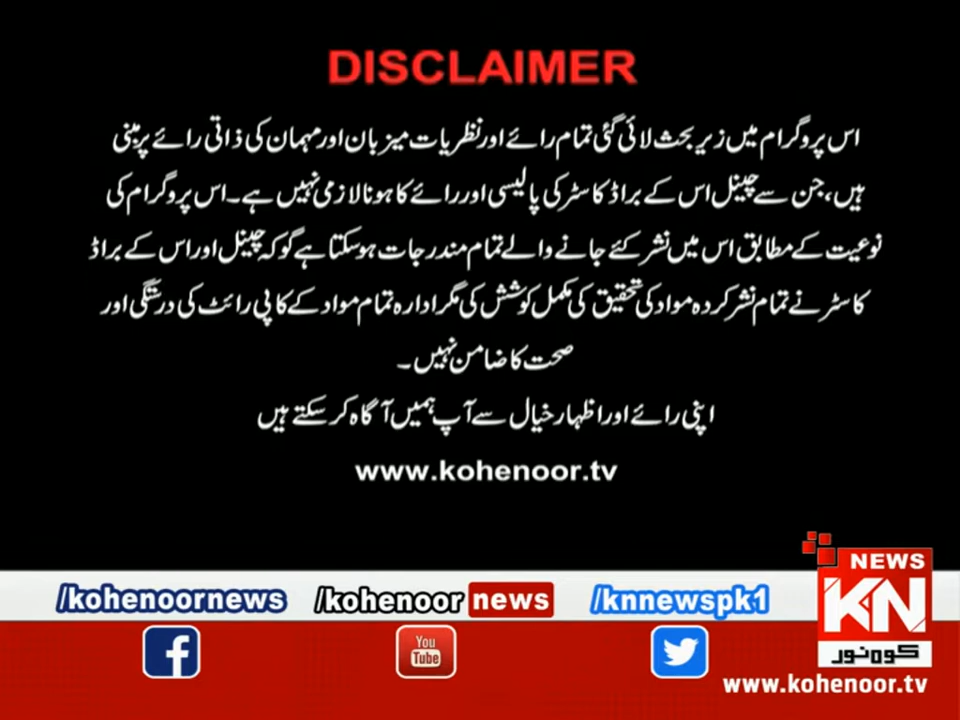 DISCLAIMER
اس پروگرام میں زیر بحث لائی گئی تمام رائے اور نظریات میزبان اور مہمان کی ذاتی رائے پر مبنی
ہیں، جن سے چینل اس کے براڈ کاسٹر کی پالیسی اور رائے کا ہونا لازمی نہیں ہے۔ اس پروگرام کی
نوعیت کے مطابق اس میں نشر کئے جانے والے تمام مندرجات ہوسکتا ہے گو کہ چینل اور اس کے براڈ
کاسٹر نے تمام نشر کردہ مواد کی تحقیق کی مکمل کوشش کی مگر ادارہ تمام مواد کے کاپی رائٹ کی درستگی اور
صحت کا ضامن نہیں۔
اپنی رائے اور اظہار خیال سے آپ ہمیں آگاہ کرسکتے ہیں
www.kohenoor.tv
/kohenoornews /kohenoor news /knnewspk1
You Tube
NEWS
KN
کوہ نور
www.kohenoor.tv